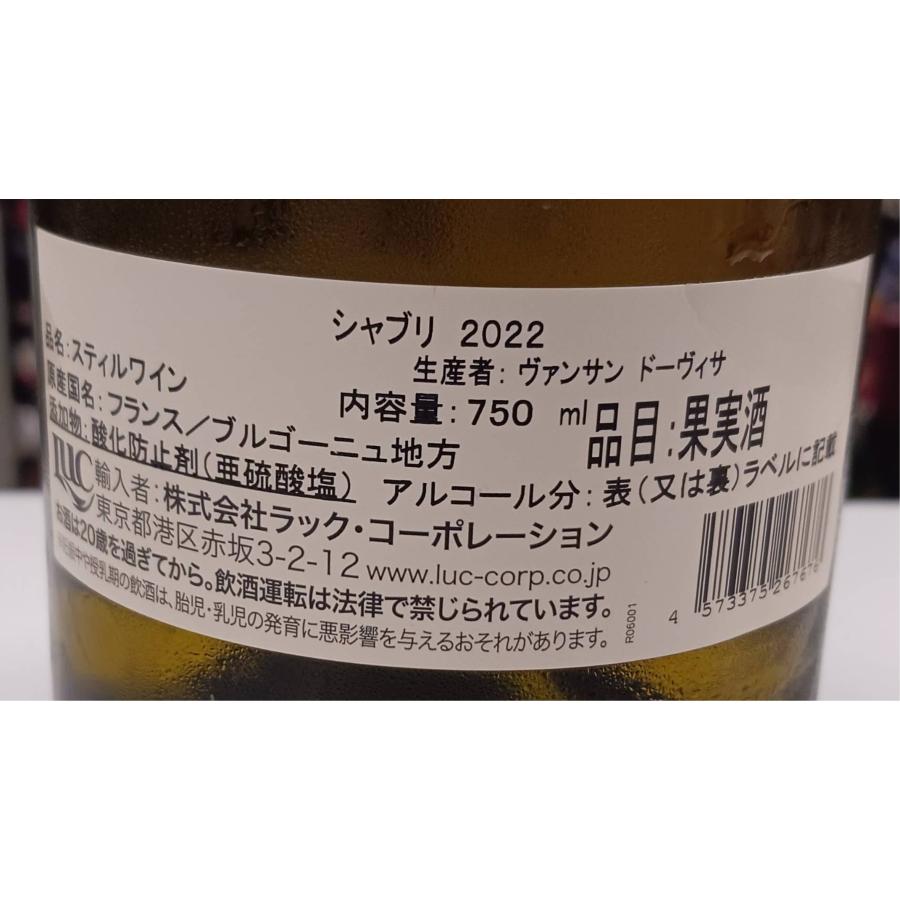 シャブリ 2022
生産者: ヴァンサン ドーヴィサ
品名:スティルワイン
内容量:750 ml
品目:果実酒
原産国名:フランス/ブルゴーニュ地方
添加物:酸化防止剤(亜硫酸塩)
アルコール分:表(又は裏)ラベルに記載
LUC
輸入者:株式会社ラック・コーポレーション
東京都港区赤坂3-2-12 www.luc-corp.co.jp
お酒は20歳を過ぎてから。飲酒運転は法律で禁じられています。
※妊娠中や授乳期の飲酒は、胎児・乳児の発育に悪影響を与えるおそれがあります。
R06001
4 573375 267676